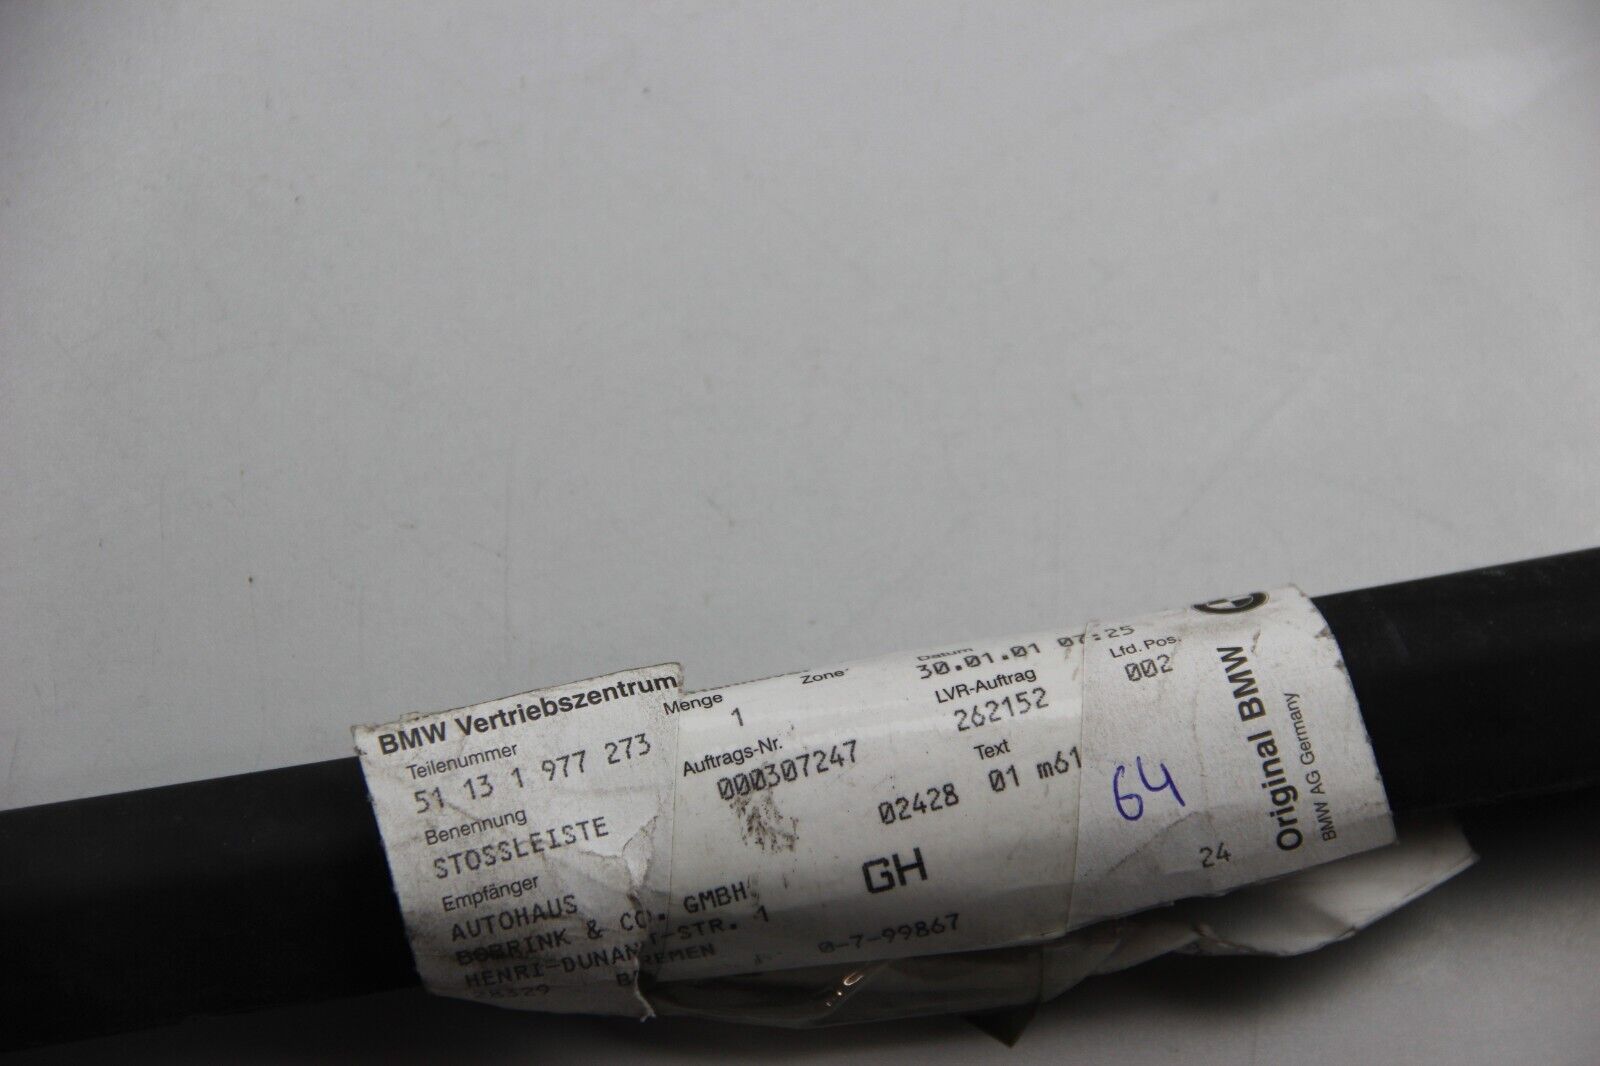 BMW Vertriebszentrum
Teilenummer
51 13 1 977 273
Benennung
STOSSLEISTE
Empfänger
AUTOHAUS
BOBRINK & CO. GMBH
HENRI-DUNANT-STR. 1
28329 BREMEN
Menge
1
Zone
Datum
30.01.01 07:25
Auftrags-Nr.
000307247
LVR-Auftrag
262152
Lfd. Pos.
002
Text
02428 01 m61
GH
0-7-99867
64
24
Original BMW
BMW AG Germany